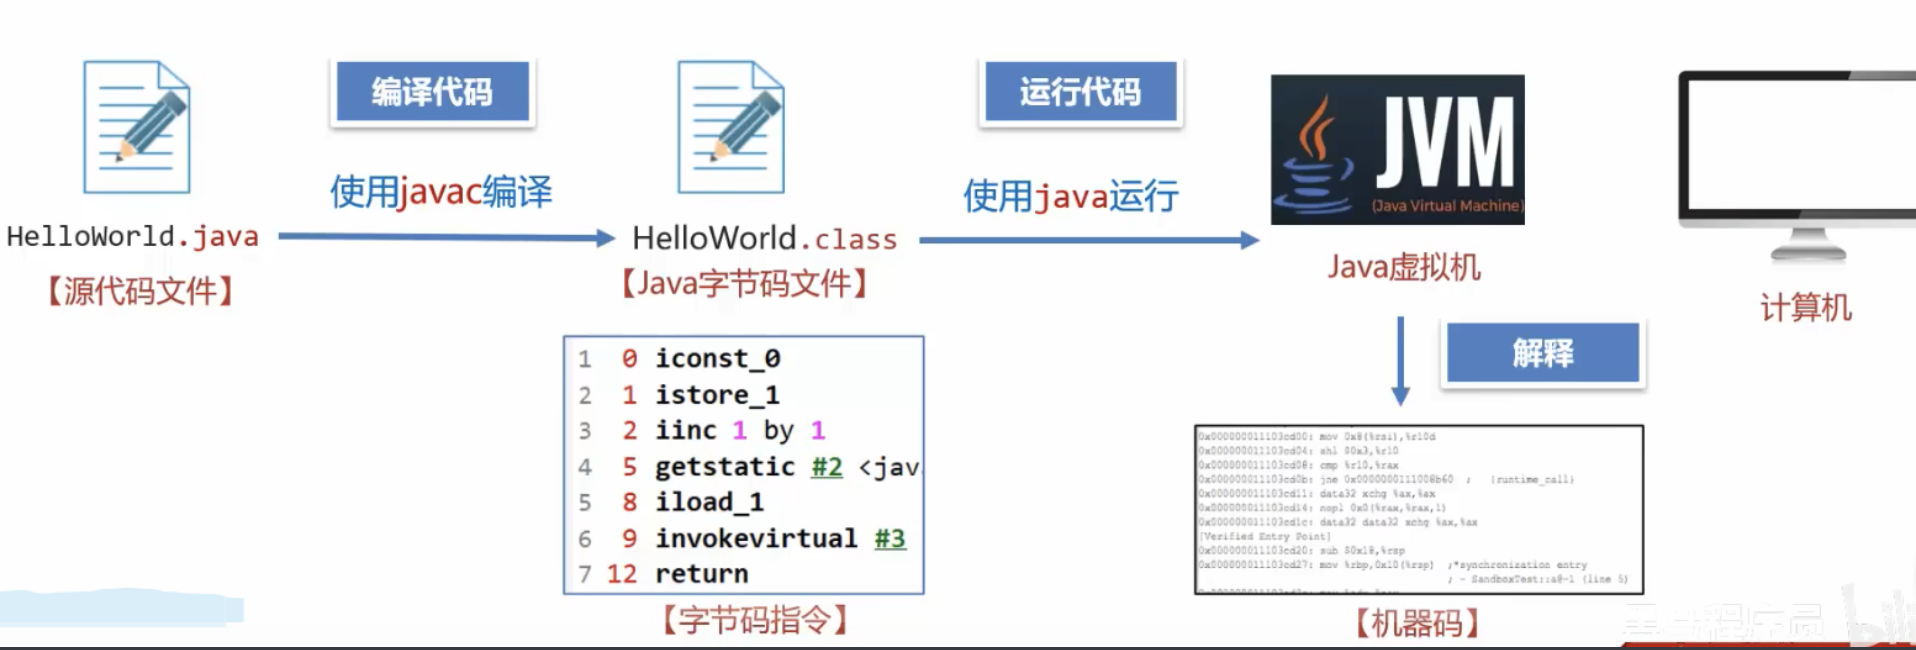 编译代码
使用javac编译
HelloWorld.java
【源代码文件】
HelloWorld.class
【Java字节码文件】
1 0 iconst_0
2 1 istore_1
3 2 iinc 1 by 1
4 5 getstatic #2 <jav
5 8 iload_1
6 9 invokevirtual #3
7 12 return
【字节码指令】
运行代码
使用java运行
JVM
(Java Virtual Machine)
Java虚拟机
解释
0x000000011103cd00: mov 0x8(%rsi),%r10d
0x000000011103cd04: shl $0x3,%r10
0x000000011103cd08: cmp %r10,%rax
0x000000011103cd0b: jne 0x0000000111008b60 ; {runtime_call}
0x000000011103cd11: data32 xchg %ax,%ax
0x000000011103cd14: nopl 0x0(%rax,%rax,1)
0x000000011103cd1c: data32 data32 xchg %ax,%ax
[Verified Entry Point]
0x000000011103cd20: sub $0x18,%rsp
0x000000011103cd27: mov %rbp,0x10(%rsp) ;*synchronization entry
; - SandboxTest::a@-1 (line 5)
【机器码】
计算机
程序员